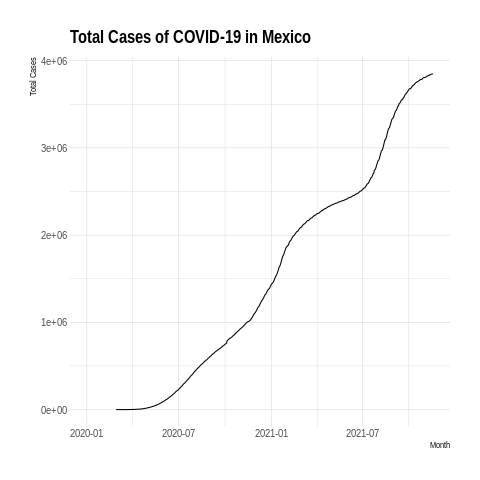 Total Cases of COVID-19 in Mexico
Total Cases
4e+06
3e+06
2e+06
1e+06
0e+00
2020-01 2020-07 2021-01 2021-07
Month